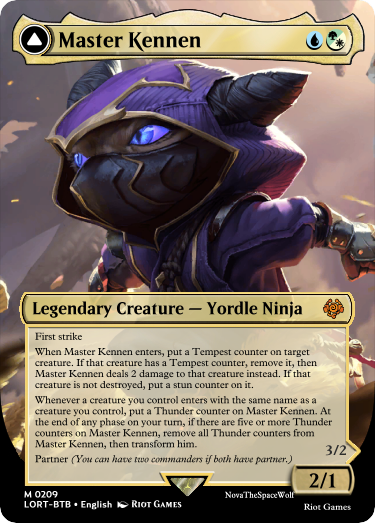 Master Kennen
Legendary Creature — Yordle Ninja
First strike
When Master Kennen enters, put a Tempest counter on target
creature. If that creature has a Tempest counter, remove it, then
Master Kennen deals 2 damage to that creature instead. If that
creature is not destroyed, put a stun counter on it.
Whenever a creature you control enters with the same name as a
creature you control, put a Thunder counter on Master Kennen. At
the end of any phase on your turn, if there are five or more Thunder
counters on Master Kennen, remove all Thunder counters from
Master Kennen, then transform him.
Partner (You can have two commanders if both have partner.)
3/2
2/1
M 0209
LORT-BTB • English RIOT GAMES
NovaTheSpaceWolf
Riot Games